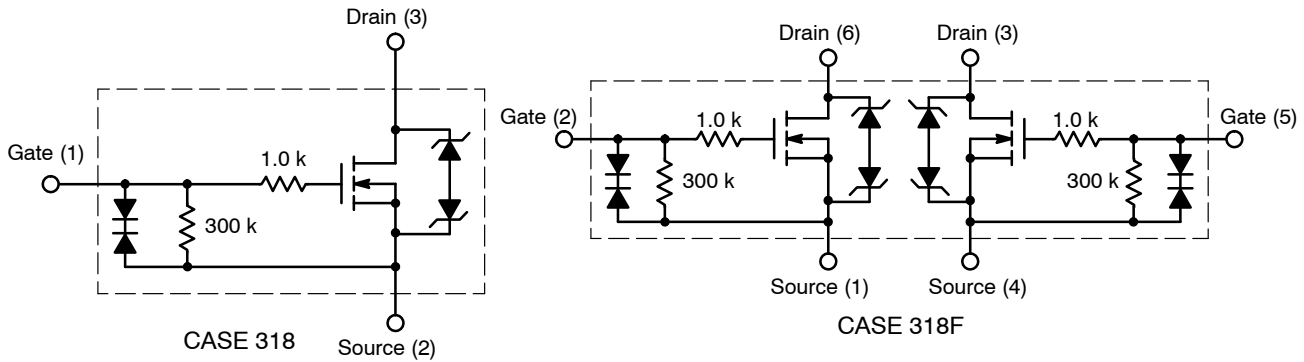 Drain (3)
Gate (1)
1.0 k
300 k
CASE 318
Source (2)
Drain (6)
Drain (3)
Gate (2)
1.0 k
1.0 k
Gate (5)
300 k
300 k
Source (1)
Source (4)
CASE 318F